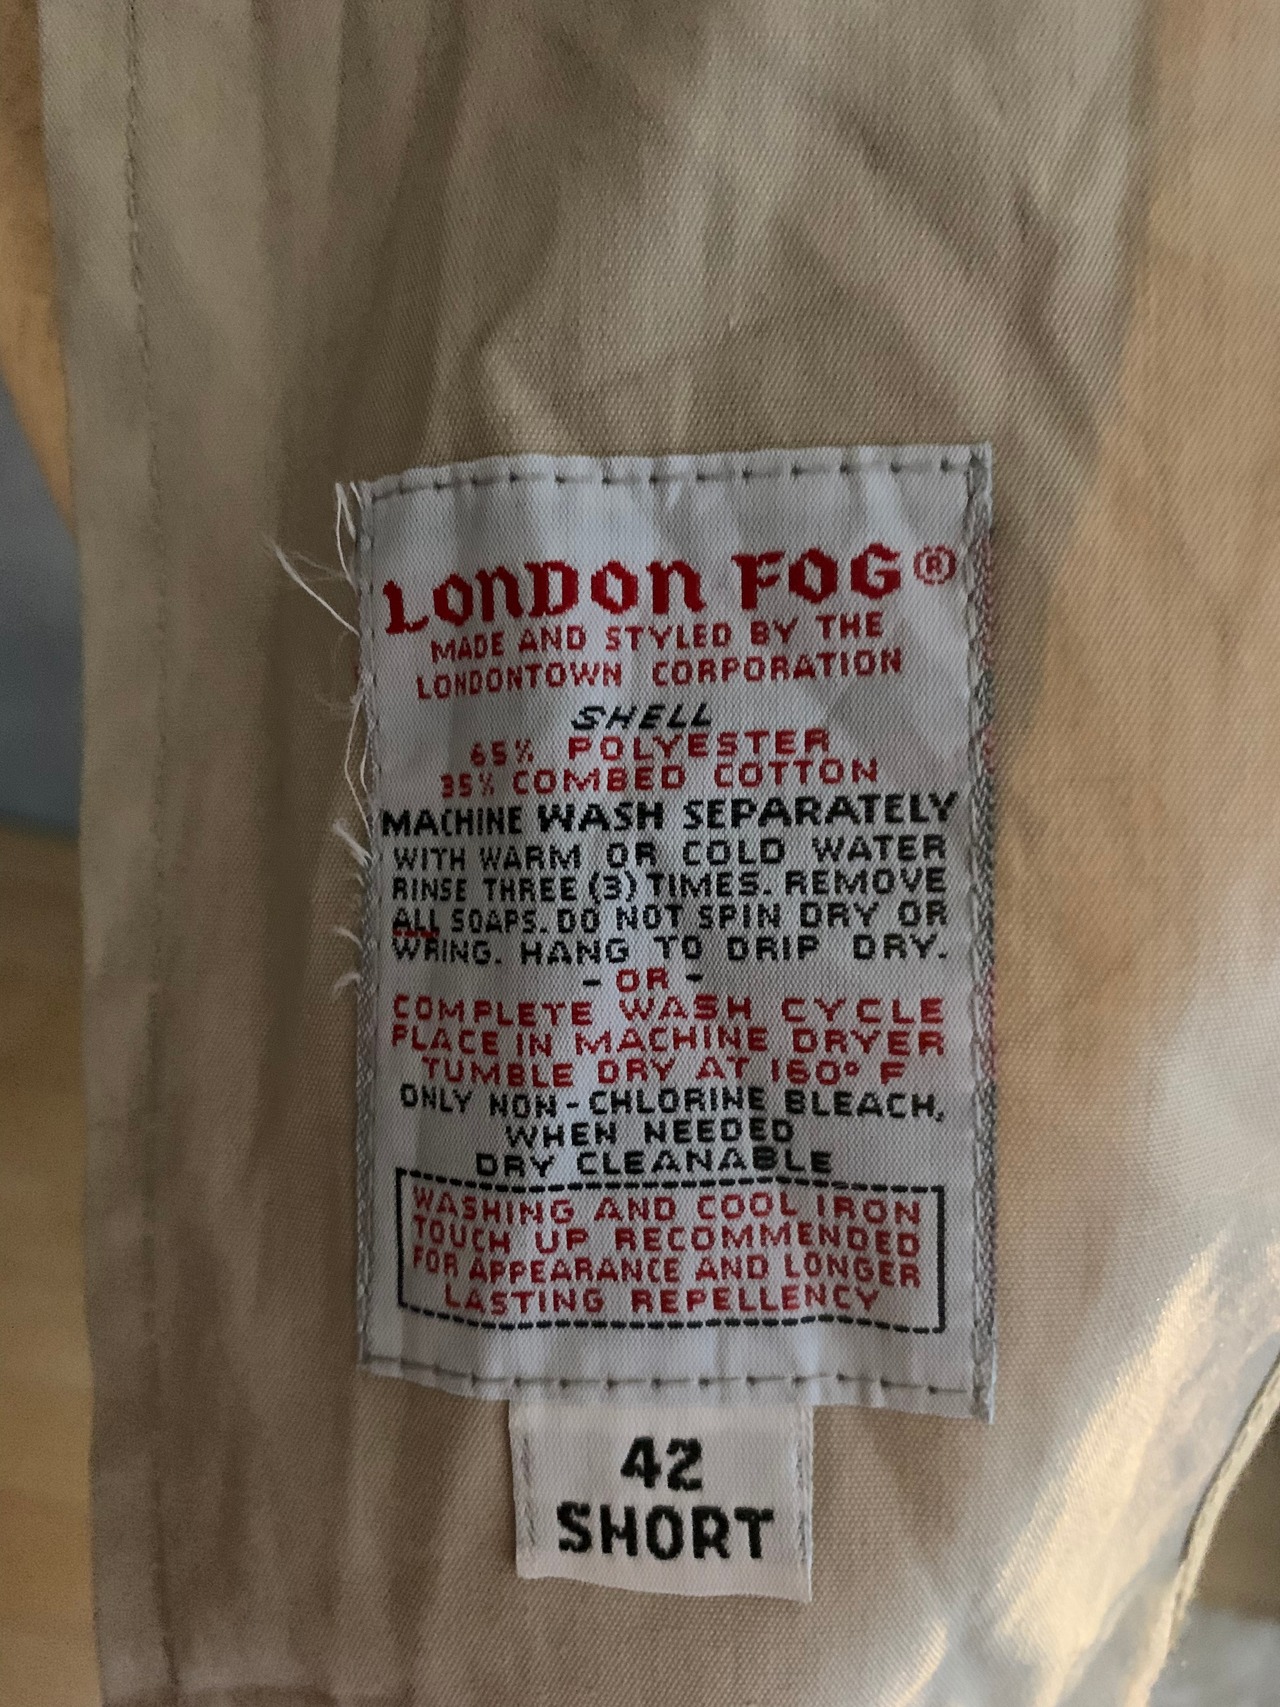 LONDON FOG®
MADE AND STYLED BY THE
LONDONTOWN CORPORATION
SHELL
65% POLYESTER
35% COMBED COTTON
MACHINE WASH SEPARATELY
WITH WARM OR COLD WATER
RINSE THREE (3) TIMES. REMOVE
ALL SOAPS. DO NOT SPIN DRY OR
WRING. HANG TO DRIP DRY.
- OR -
COMPLETE WASH CYCLE
PLACE IN MACHINE DRYER
TUMBLE DRY AT 160° F
ONLY NON-CHLORINE BLEACH,
WHEN NEEDED
DRY CLEANABLE
WASHING AND COOL IRON
TOUCH UP RECOMMENDED
FOR APPEARANCE AND LONGER
LASTING REPELLENCY
42
SHORT